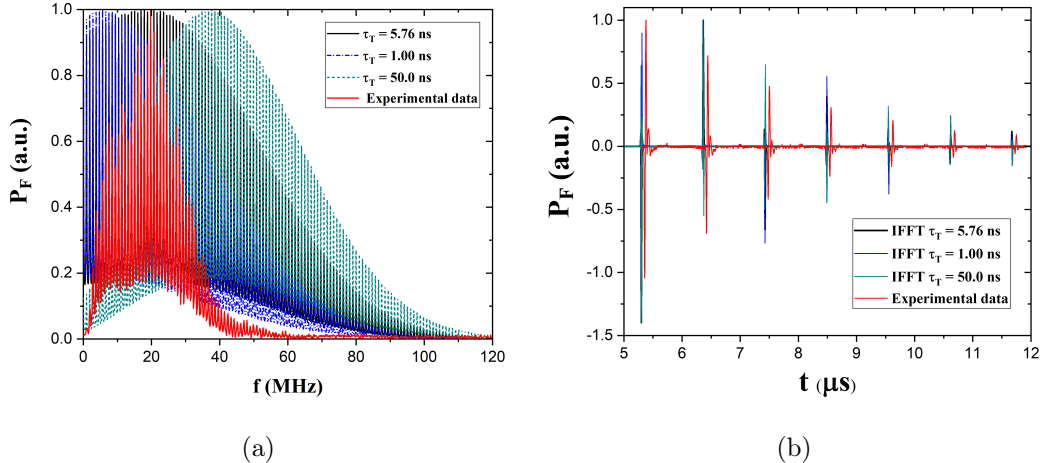 P_F (a.u.)
1.0
0.8
0.6
0.4
0.2
0.0
τ_T = 5.76 ns
τ_T = 1.00 ns
τ_T = 50.0 ns
Experimental data
0 20 40 60 80 100 120
f (MHz)
(a)
P_F (a.u.)
1.0
0.5
0.0
-0.5
-1.0
-1.5
IFFT τ_T = 5.76 ns
IFFT τ_T = 1.00 ns
IFFT τ_T = 50.0 ns
Experimental data
5 6 7 8 9 10 11 12
t (μs)
(b)